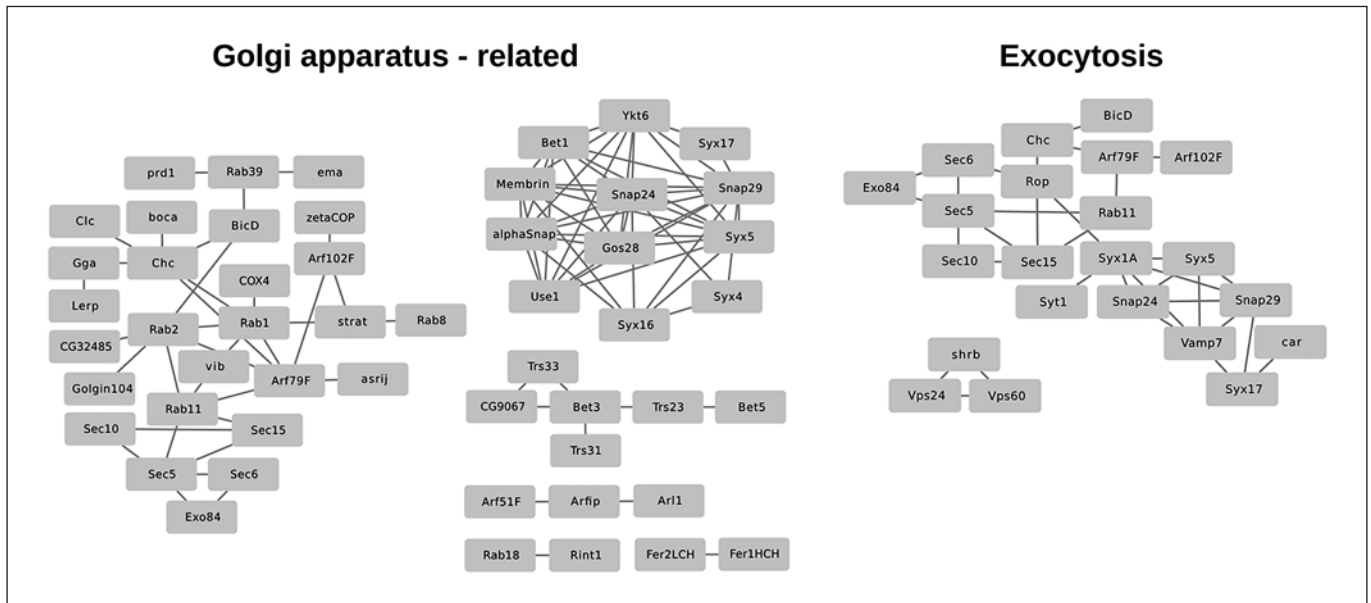 Golgi apparatus - related
Exocytosis
Ykt6
Bet1
Syx17
Membrin
Snap24
Snap29
alphaSnap
Gos28
Syx5
Use1
Syx4
Syx16
prd1
Rab39
ema
Clc
boca
BicD
zetaCOP
Gga
Chc
Arf102F
Lerp
COX4
Rab2
Rab1
strat
Rab8
CG32485
vib
Golgin104
Arf79F
asrij
Rab11
Sec10
Sec15
Sec5
Sec6
Exo84
Trs33
CG9067
Bet3
Trs23
Bet5
Trs31
Arf51F
Arfip
Arl1
Rab18
Rint1
Fer2LCH
Fer1HCH
BicD
Chc
Sec6
Arf79F
Arf102F
Exo84
Rop
Sec5
Rab11
Sec10
Sec15
Syx1A
Syx5
Syt1
Snap24
Snap29
Vamp7
car
Syx17
shrb
Vps24
Vps60